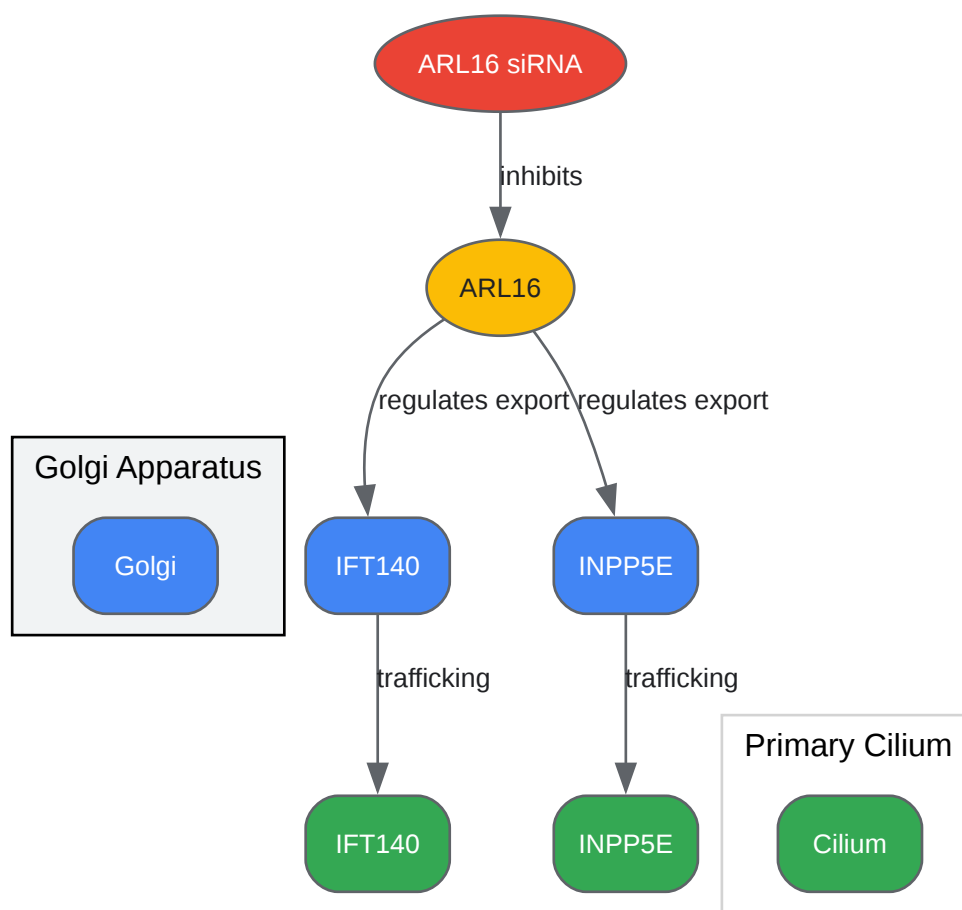 ARL16 siRNA
inhibits
ARL16
regulates export
regulates export
Golgi Apparatus
Golgi
IFT140
INPP5E
trafficking
trafficking
Primary Cilium
IFT140
INPP5E
Cilium